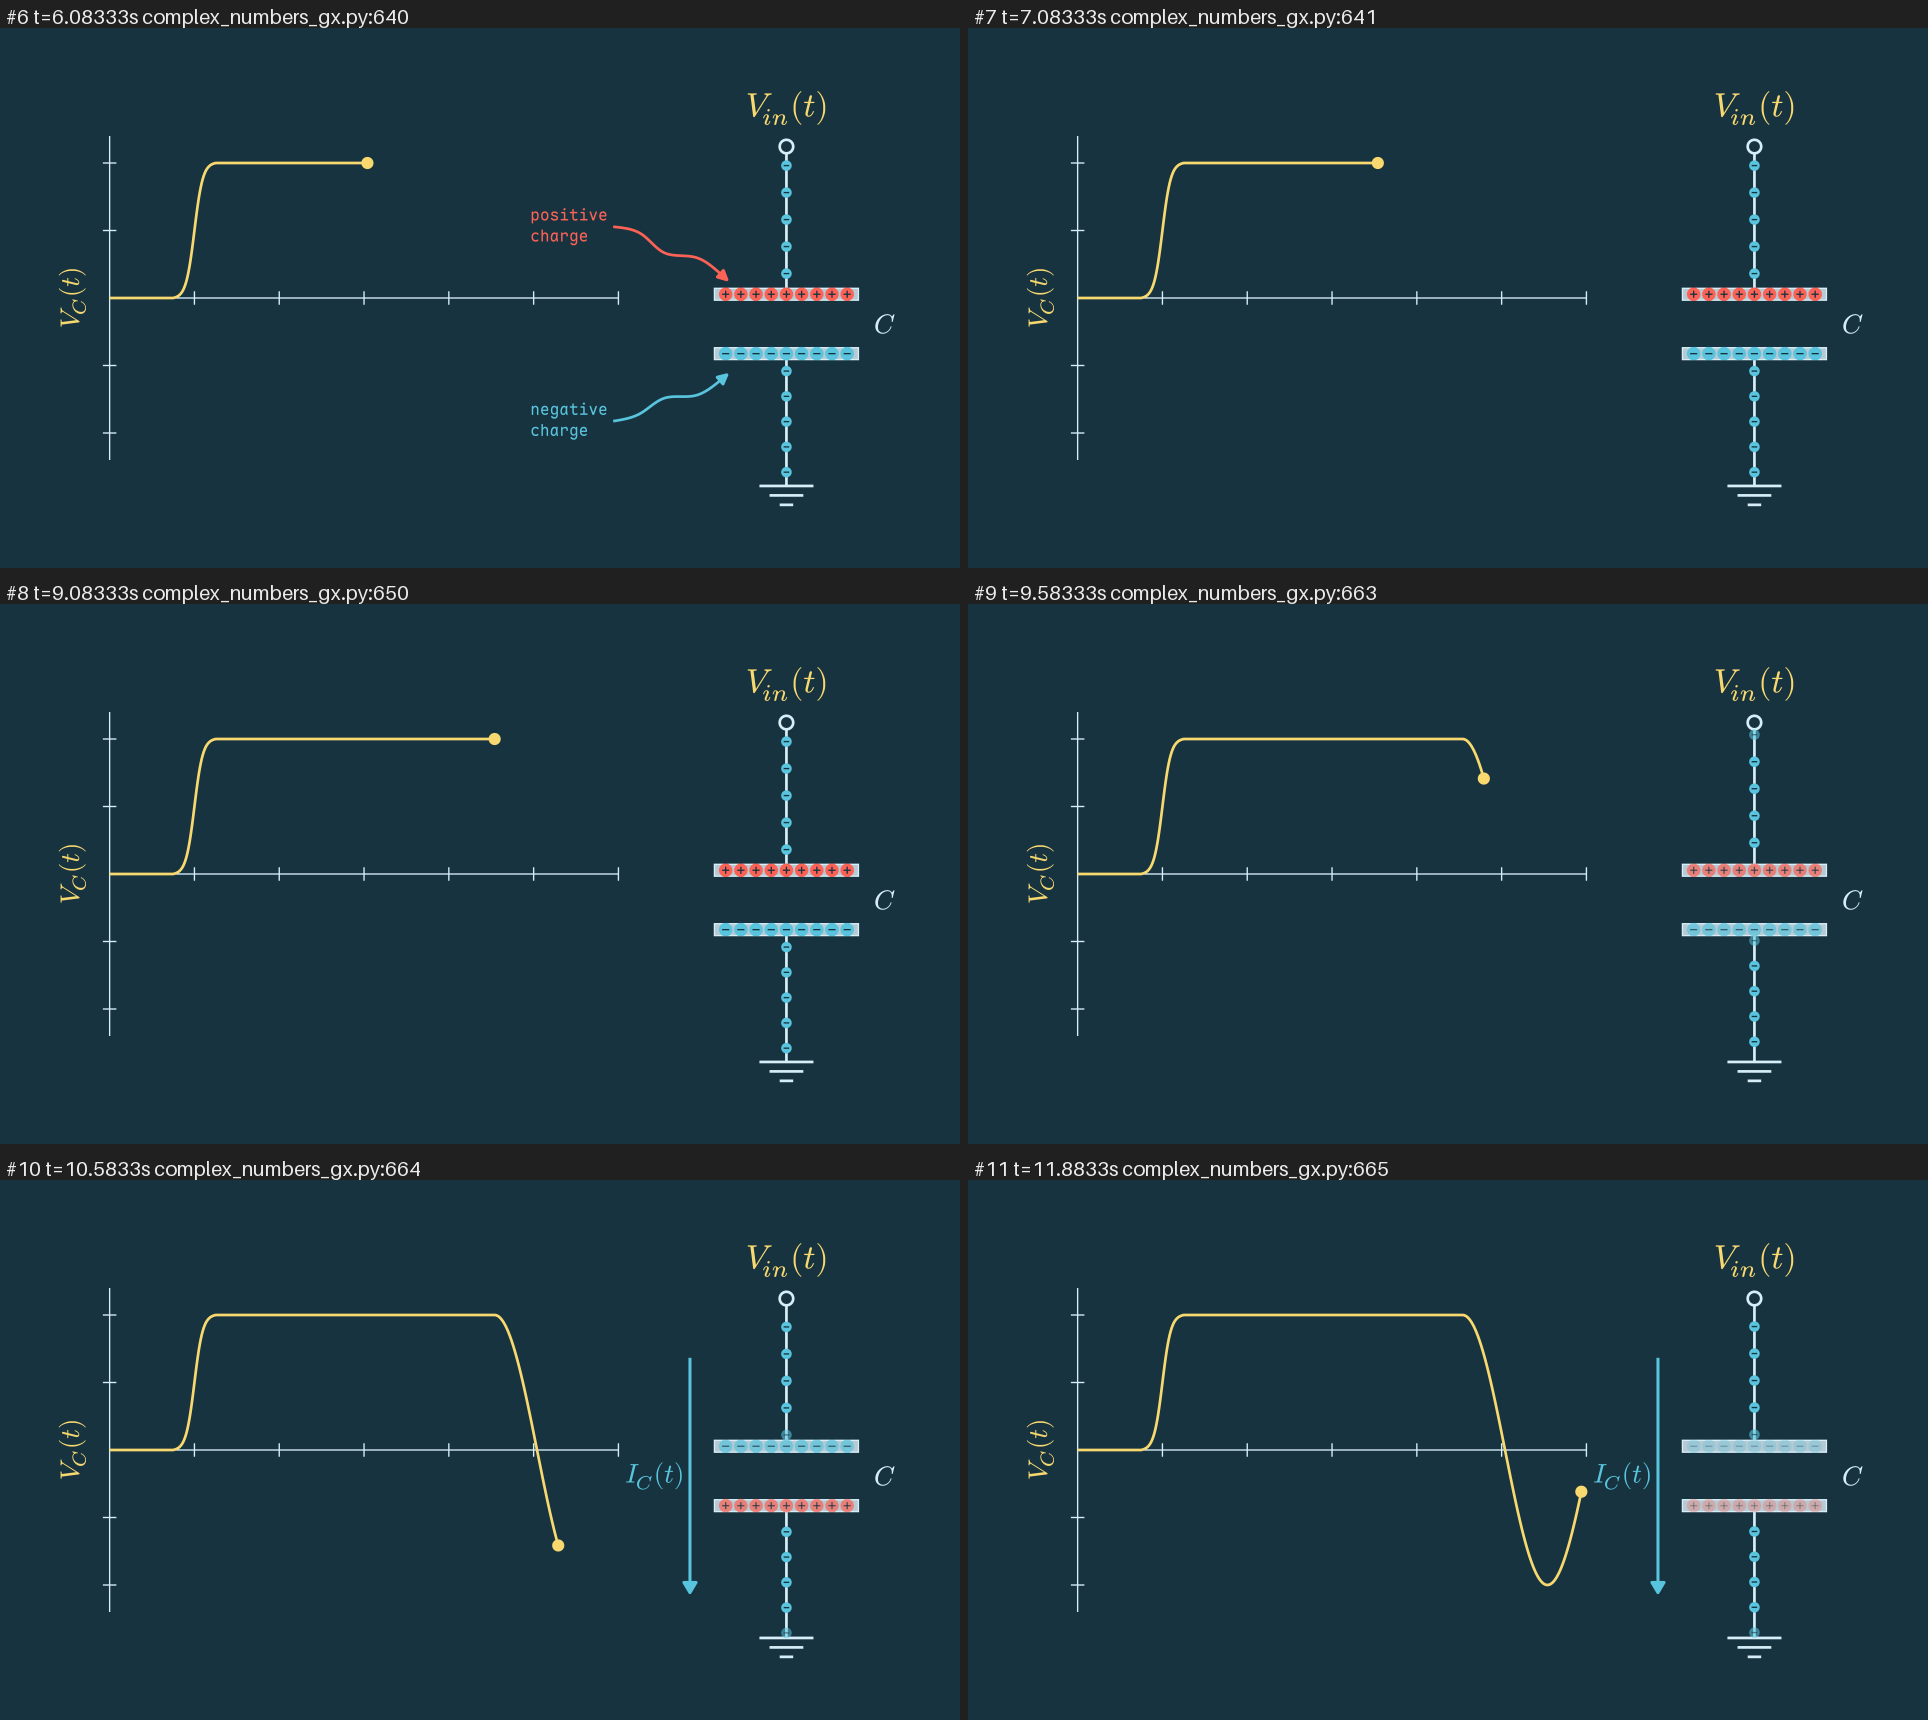 #6 t=6.08333s complex_numbers_gx.py:640
V_in(t)
positive
charge
V_C(t)
C
negative
charge
#7 t=7.08333s complex_numbers_gx.py:641
V_in(t)
V_C(t)
C
#8 t=9.08333s complex_numbers_gx.py:650
V_in(t)
V_C(t)
C
#9 t=9.58333s complex_numbers_gx.py:663
V_in(t)
V_C(t)
C
#10 t=10.5833s complex_numbers_gx.py:664
V_in(t)
V_C(t)
I_C(t)
C
#11 t=11.8833s complex_numbers_gx.py:665
V_in(t)
V_C(t)
I_C(t)
C